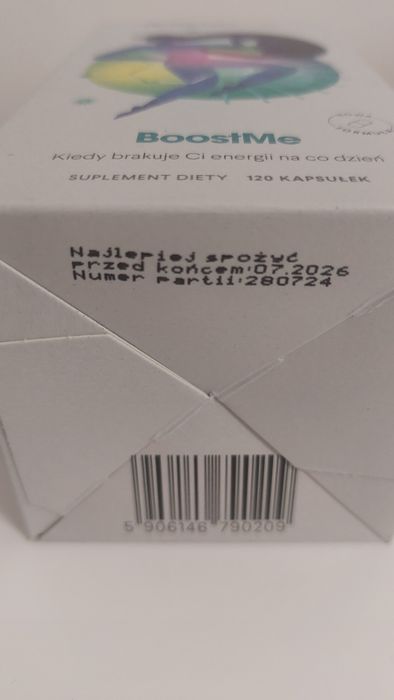 BoostMe
Kiedy brakuje Ci energii na co dzień
SUPLEMENT DIETY 120 KAPSUŁEK
Najlepiej spożyć
przed końcem:07.2026
Numer Partii:280724
5 906146 790209